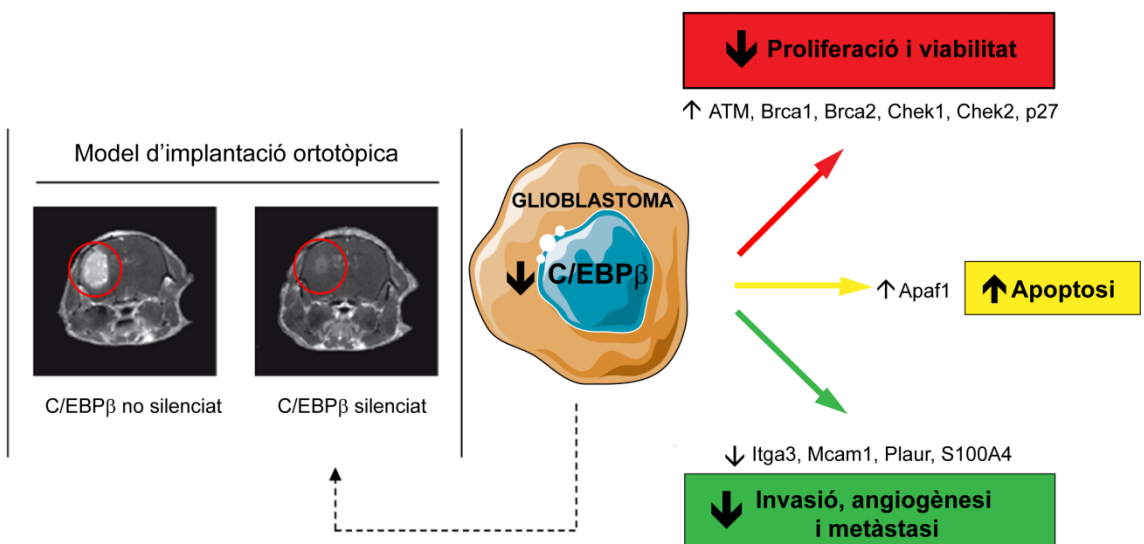 Model d’implantació ortotòpica
C/EBPβ no silenciat
C/EBPβ silenciat
GLIOBLASTOMA
↓ C/EBPβ
↓ Proliferació i viabilitat
↑ ATM, Brca1, Brca2, Chek1, Chek2, p27
↑ Apaf1
↑ Apoptosi
↓ Itga3, Mcam1, Plaur, S100A4
↓ Invasió, angiogènesi
i metàstasi